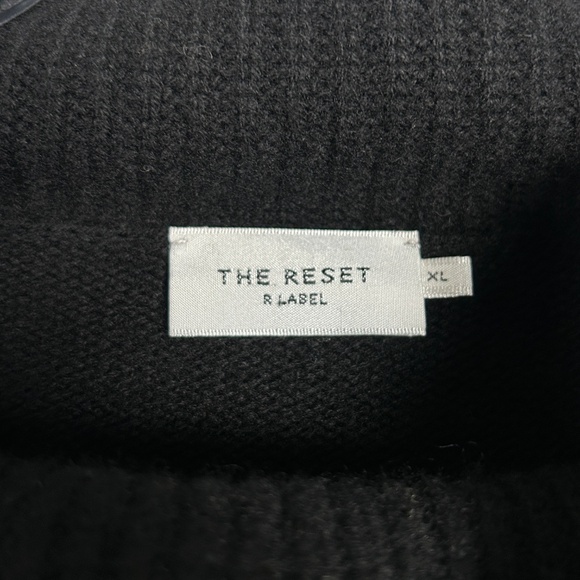 THE RESET
R LABEL
XL